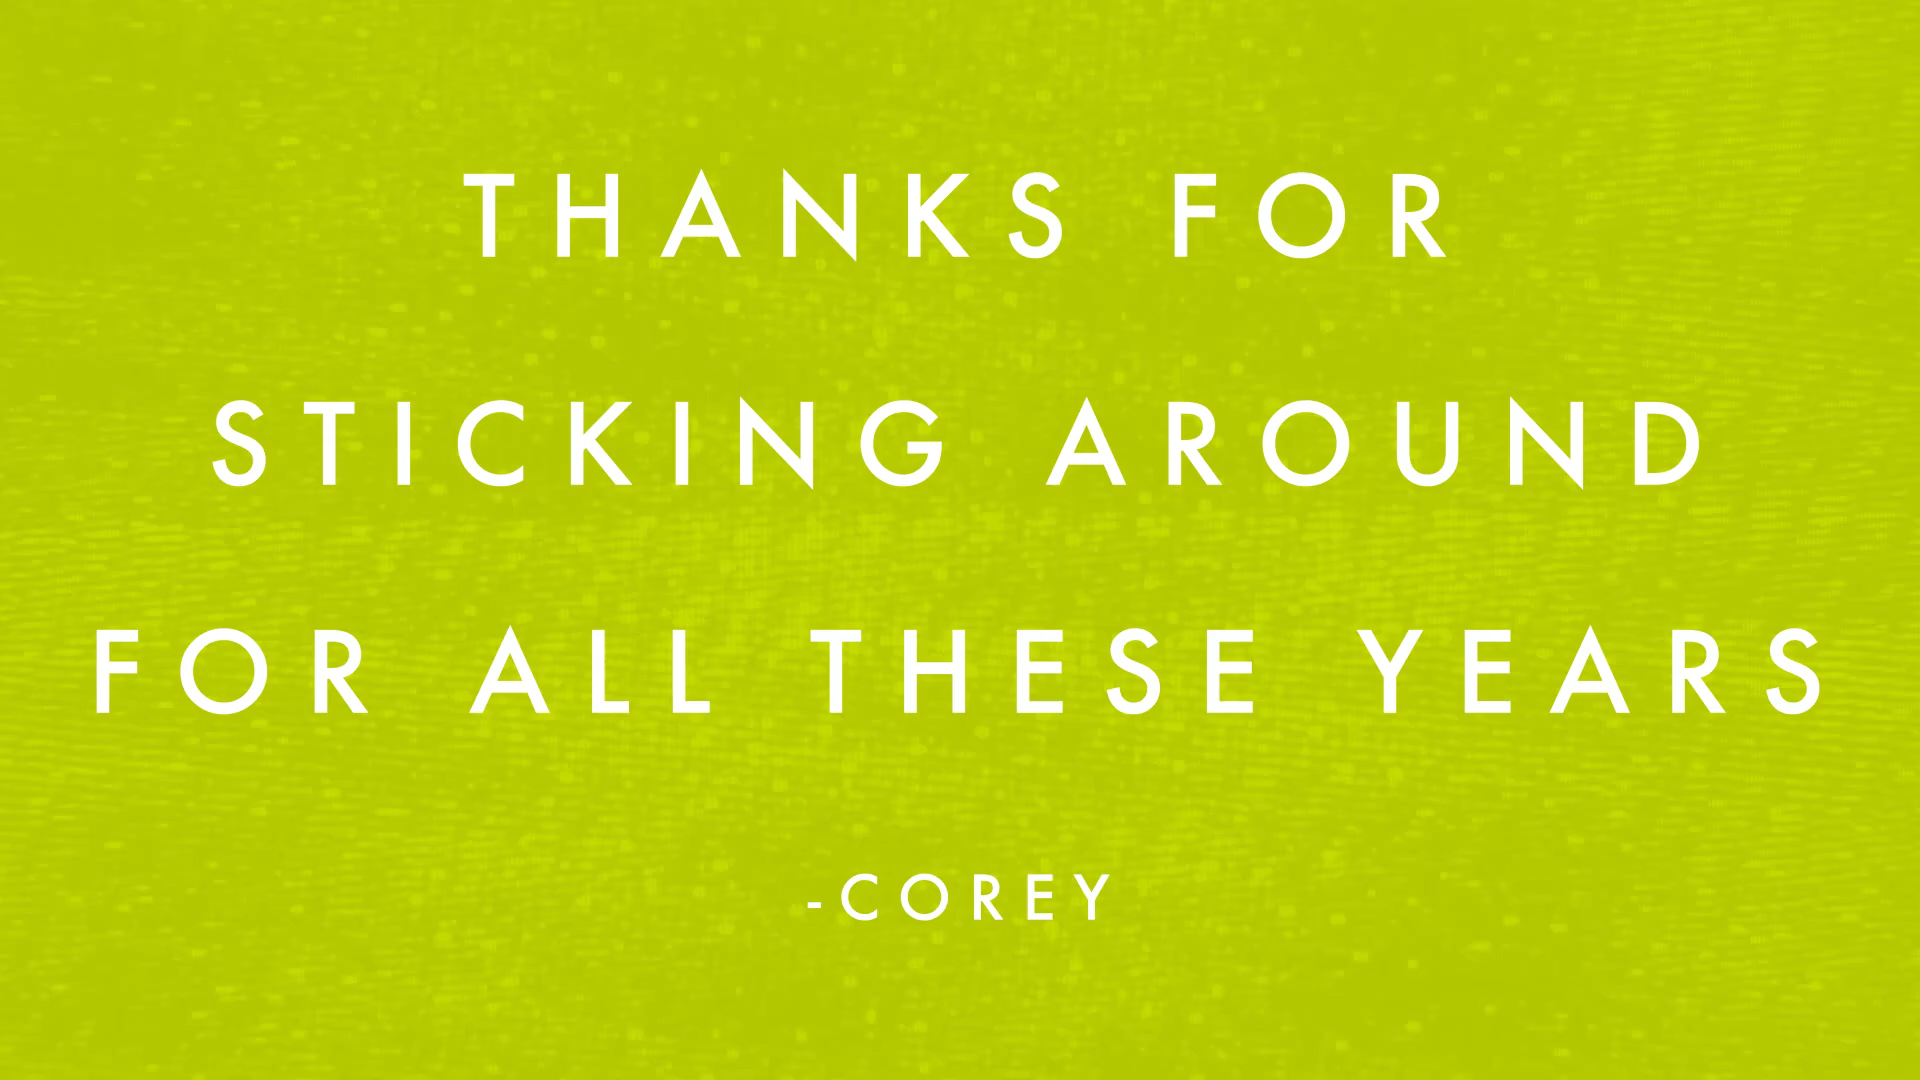 THANKS FOR
STICKING AROUND
FOR ALL THESE YEARS
-COREY